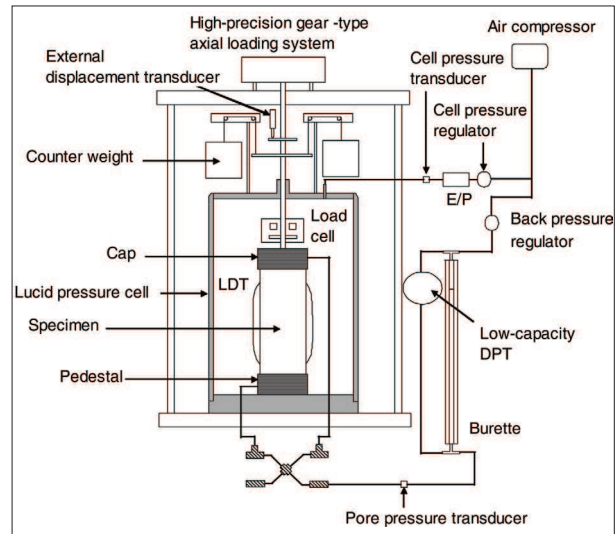 High-precision gear -type
axial loading system
Air compressor
External
displacement transducer
Cell pressure
transducer
Cell pressure
regulator
Counter weight
E/P
Load
cell
Back pressure
regulator
Cap
LDT
Lucid pressure cell
Specimen
Low-capacity
DPT
Pedestal
Burette
Pore pressure transducer